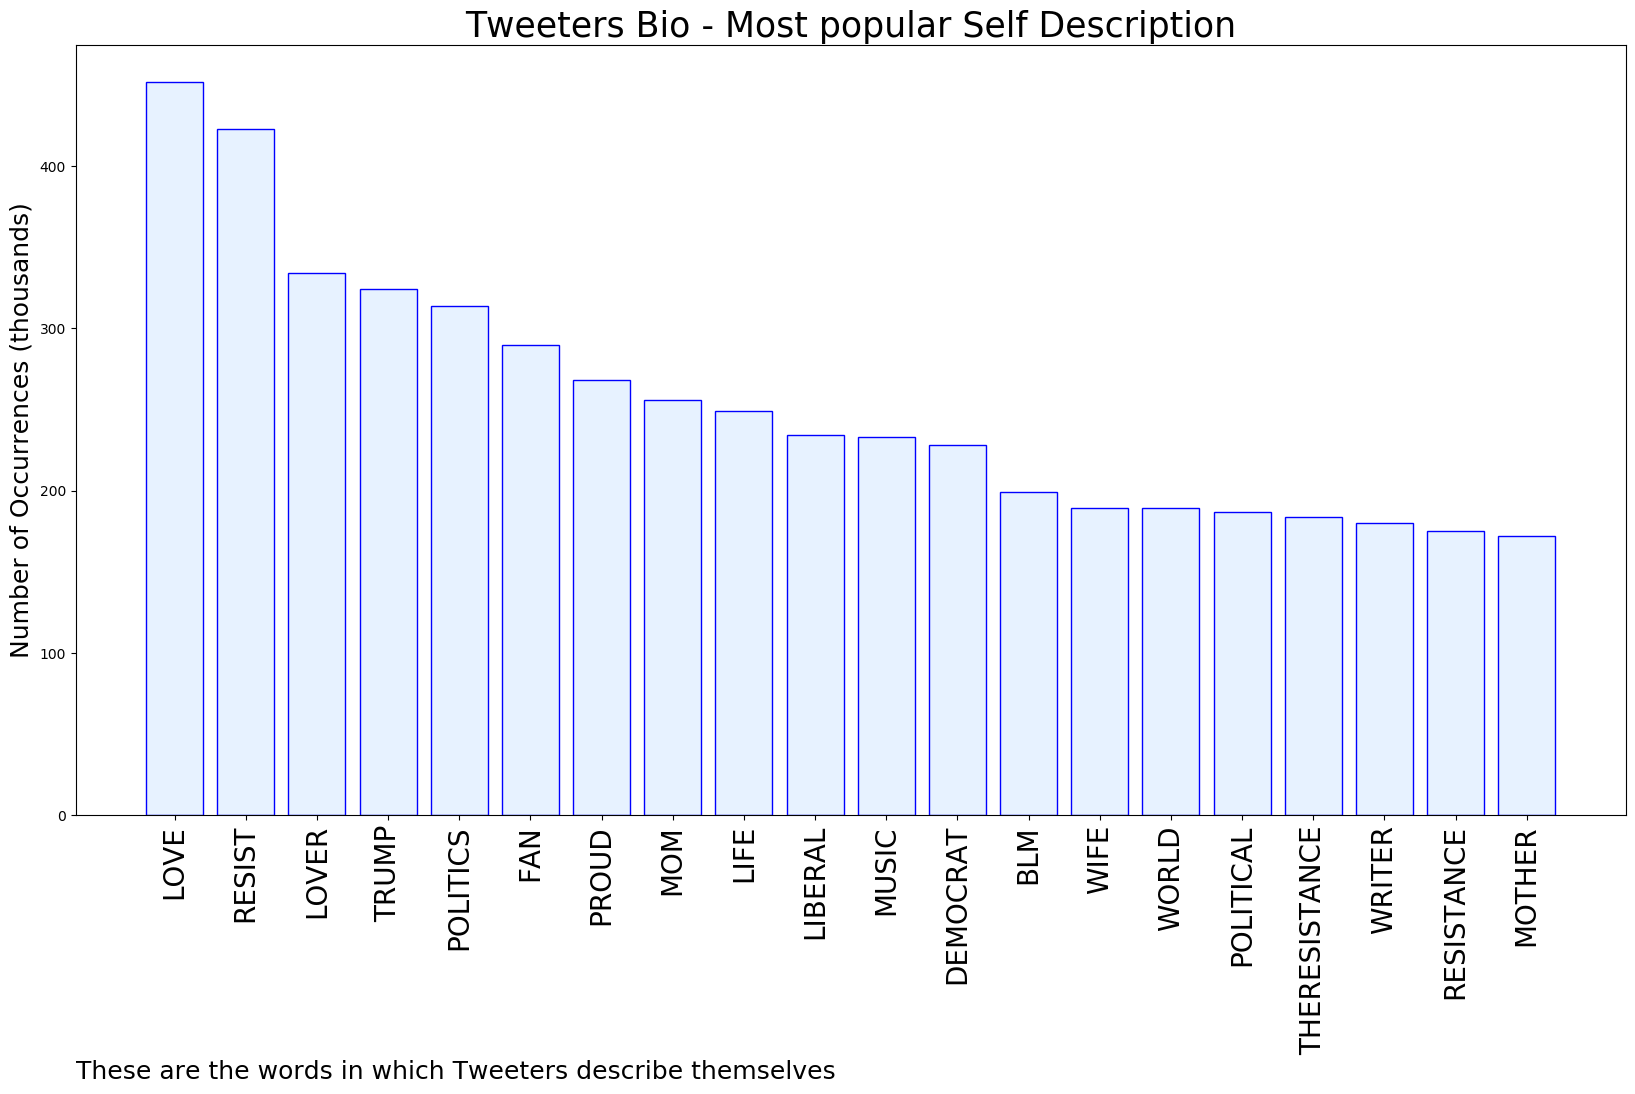 Tweeters Bio - Most popular Self Description
Number of Occurrences (thousands)
400
300
200
100
0
LOVE
RESIST
LOVER
TRUMP
POLITICS
FAN
PROUD
MOM
LIFE
LIBERAL
MUSIC
DEMOCRAT
BLM
WIFE
WORLD
POLITICAL
THERESISTANCE
WRITER
RESISTANCE
MOTHER
These are the words in which Tweeters describe themselves